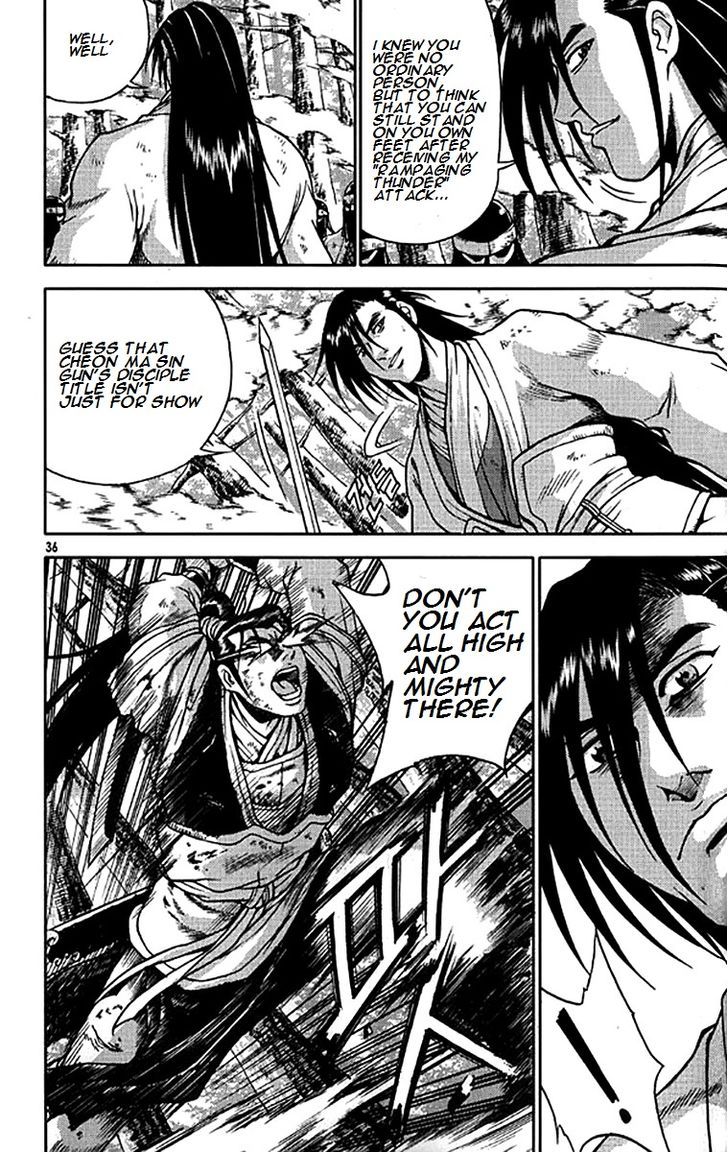 WELL,
WELL
I KNEW YOU
WERE NO
ORDINARY
PERSON,
BUT TO THINK
THAT YOU CAN
STILL STAND
ON YOU OWN
FEET AFTER
RECEIVING MY
"RAMPAGING
THUNDER"
ATTACK...
GUESS THAT
CHEON MA SIN
GUN'S DISCIPLE
TITLE ISN'T
JUST FOR SHOW
36
DON'T
YOU ACT
ALL HIGH
AND
MIGHTY
THERE!
파
!